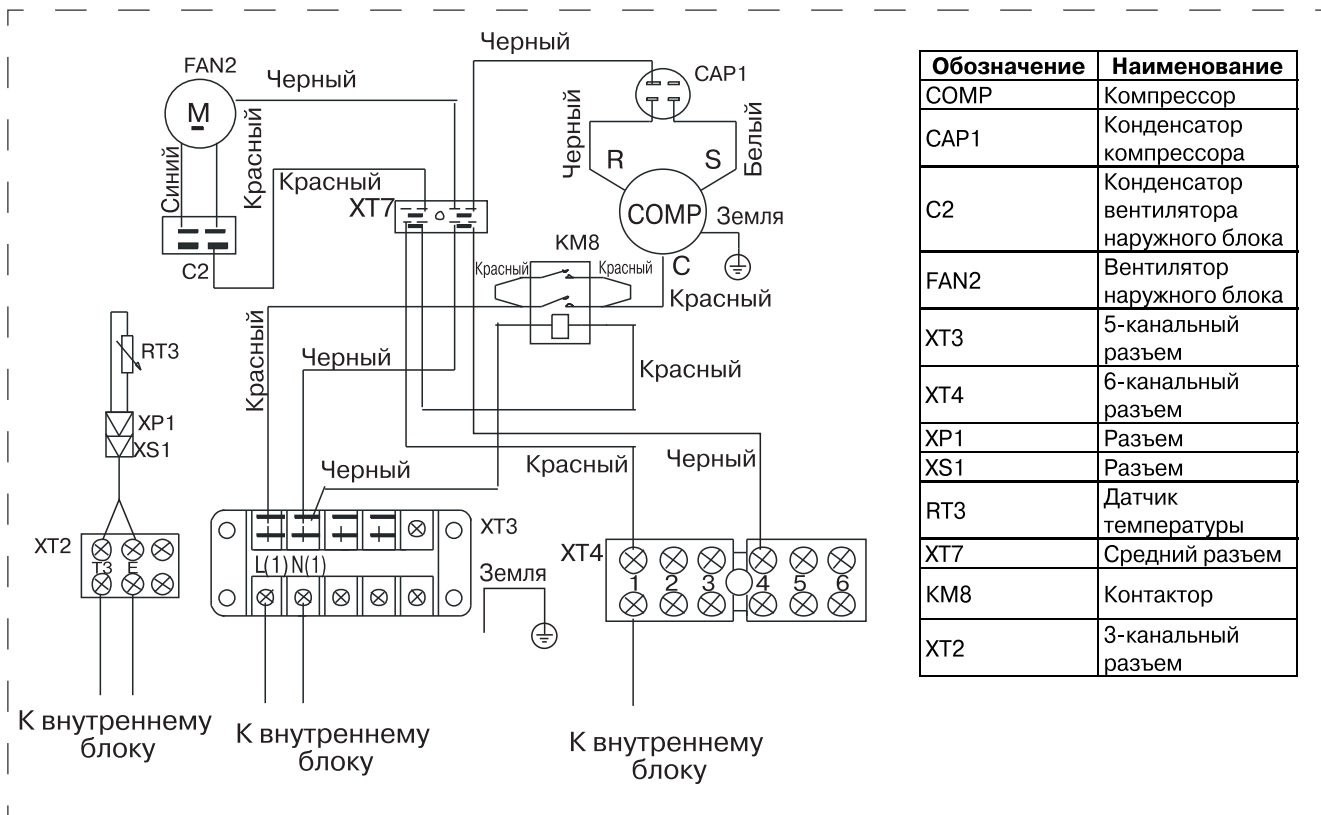 Черный
FAN2
Черный
CAP1
M
Красный
Черный
Белый
R
S
Синий
Красный
XT7
COMP
Земля
C2
KM8
Красный
Красный
C
Красный
Красный
RT3
Черный
Красный
XP1
XS1
Черный
Красный
Черный
XT2
T3
E
XT3
L(1)
N(1)
Земля
XT4
1
2
3
4
5
6
К внутреннему
блоку
К внутреннему
блоку
К внутреннему
блоку
Обозначение Наименование
COMP Компрессор
CAP1 Конденсатор
компрессора
C2 Конденсатор
вентилятора
наружного блока
FAN2 Вентилятор
наружного блока
XT3 5-канальный
разъем
XT4 6-канальный
разъем
XP1 Разъем
XS1 Разъем
RT3 Датчик
температуры
XT7 Средний разъем
KM8 Контактор
XT2 3-канальный
разъем